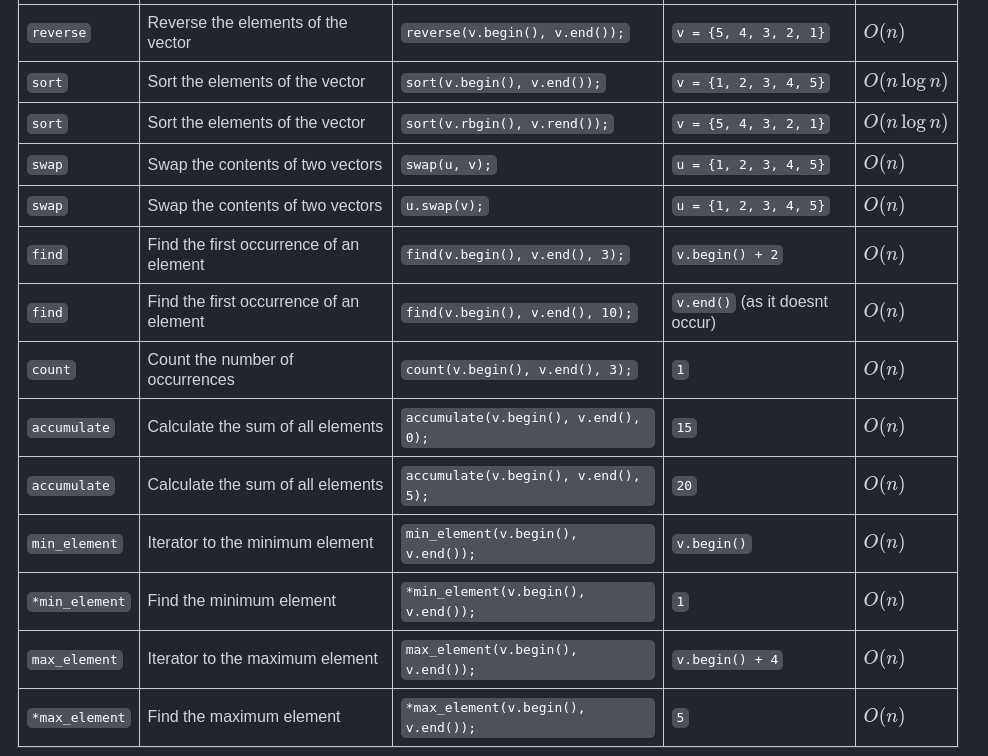 reverse
Reverse the elements of the
vector
reverse(v.begin(), v.end());
v = {5, 4, 3, 2, 1}
O(n)
sort
Sort the elements of the vector
sort(v.begin(), v.end());
v = {1, 2, 3, 4, 5}
O(n log n)
sort
Sort the elements of the vector
sort(v.rbgin(), v.rend());
v = {5, 4, 3, 2, 1}
O(n log n)
swap
Swap the contents of two vectors
swap(u, v);
u = {1, 2, 3, 4, 5}
O(n)
swap
Swap the contents of two vectors
u.swap(v);
u = {1, 2, 3, 4, 5}
O(n)
find
Find the first occurrence of an
element
find(v.begin(), v.end(), 3);
v.begin() + 2
O(n)
find
Find the first occurrence of an
element
find(v.begin(), v.end(), 10);
v.end() (as it doesnt
occur)
O(n)
count
Count the number of
occurrences
count(v.begin(), v.end(), 3);
1
O(n)
accumulate
Calculate the sum of all elements
accumulate(v.begin(), v.end(),
0);
15
O(n)
accumulate
Calculate the sum of all elements
accumulate(v.begin(), v.end(),
5);
20
O(n)
min_element
Iterator to the minimum element
min_element(v.begin(),
v.end());
v.begin()
O(n)
*min_element
Find the minimum element
*min_element(v.begin(),
v.end());
1
O(n)
max_element
Iterator to the maximum element
max_element(v.begin(),
v.end());
v.begin() + 4
O(n)
*max_element
Find the maximum element
*max_element(v.begin(),
v.end());
5
O(n)